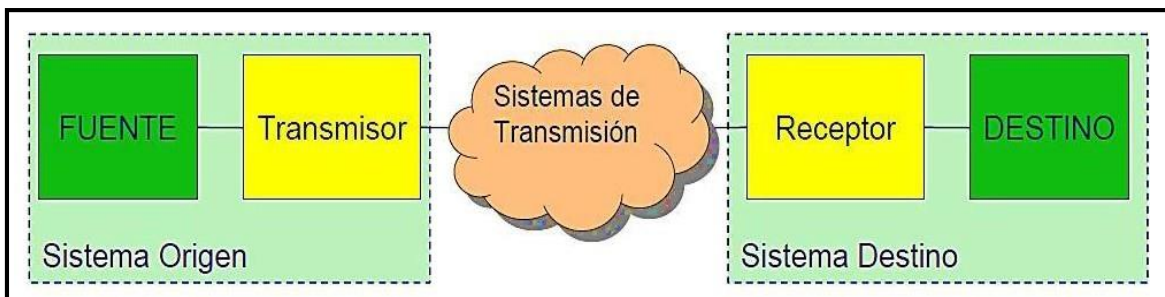 FUENTE
Transmisor
Sistemas de
Transmisión
Receptor
DESTINO
Sistema Origen
Sistema Destino